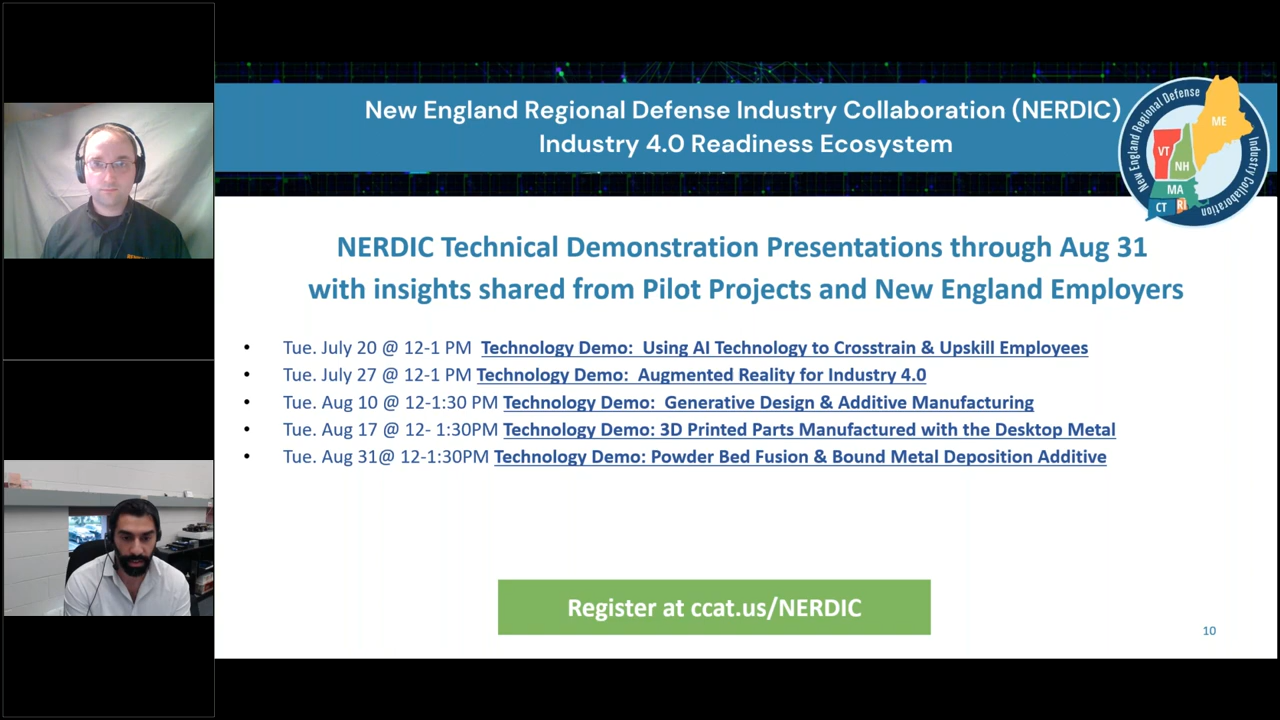 New England Regional Defense Industry Collaboration (NERDIC)
Industry 4.0 Readiness Ecosystem
New England Regional Defense
Industry Collaboration
ME
VT
NH
MA
CT
RI
NERDIC Technical Demonstration Presentations through Aug 31
with insights shared from Pilot Projects and New England Employers
• Tue. July 20 @ 12-1 PM Technology Demo: Using AI Technology to Crosstrain & Upskill Employees
• Tue. July 27 @ 12-1 PM Technology Demo: Augmented Reality for Industry 4.0
• Tue. Aug 10 @ 12-1:30 PM Technology Demo: Generative Design & Additive Manufacturing
• Tue. Aug 17 @ 12- 1:30PM Technology Demo: 3D Printed Parts Manufactured with the Desktop Metal
• Tue. Aug 31@ 12-1:30PM Technology Demo: Powder Bed Fusion & Bound Metal Deposition Additive
Register at ccat.us/NERDIC
10